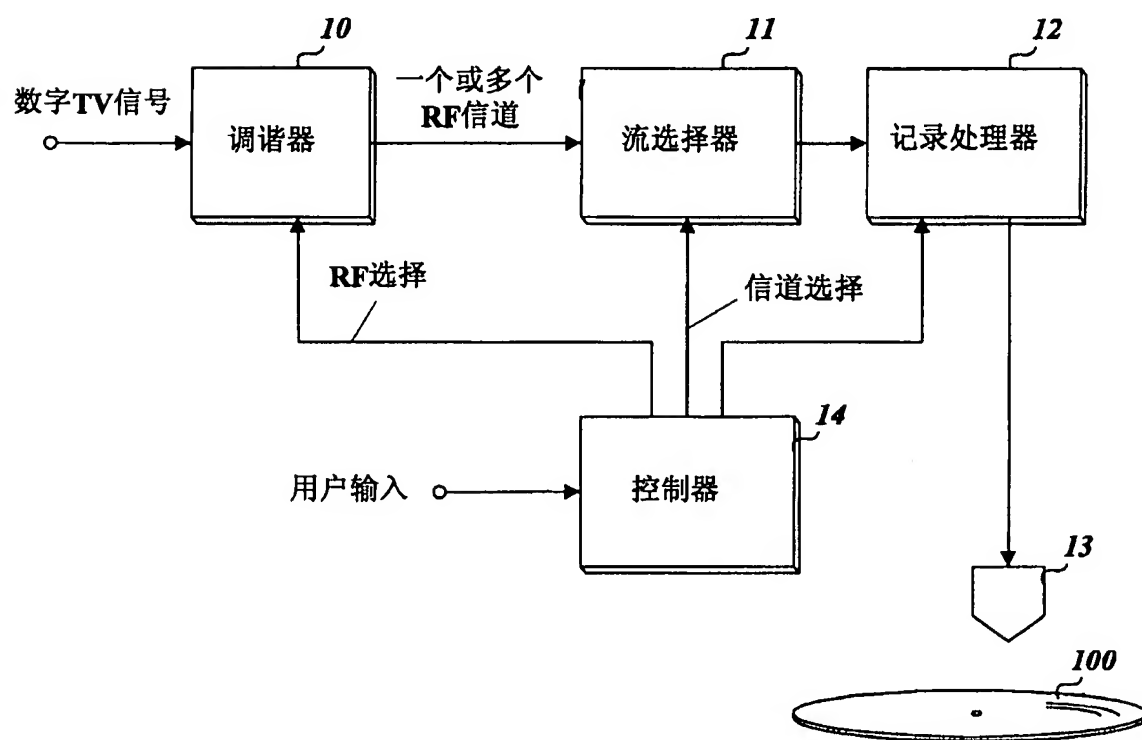 10
11
12
数字TV信号
调谐器
一个或多个
RF信道
流选择器
记录处理器
RF选择
信道选择
14
用户输入
控制器
13
100